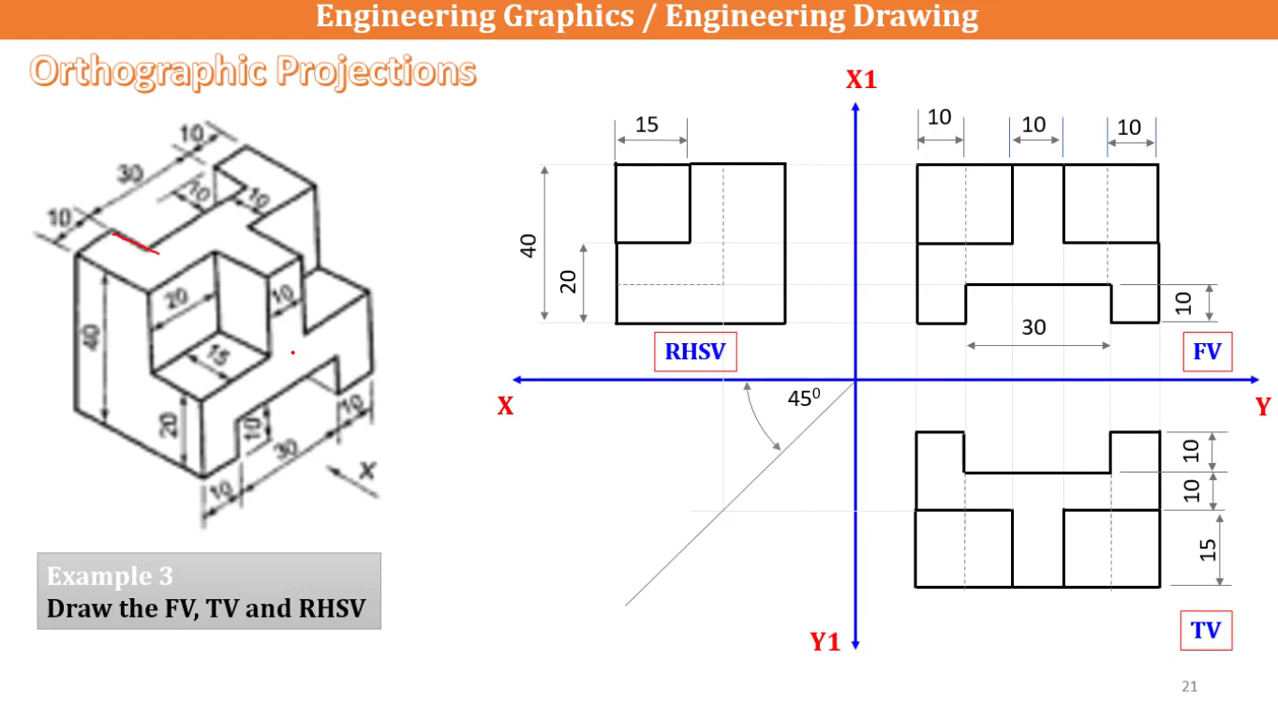 Engineering Graphics / Engineering Drawing
Orthographic Projections
10
30
10
10
10
20
10
40
15
20
10
10
30
10
X
Example 3
Draw the FV, TV and RHSV
X1
15
10
10
10
40
20
10
30
RHSV
FV
X
45⁰
Y
10
10
15
Y1
TV
21